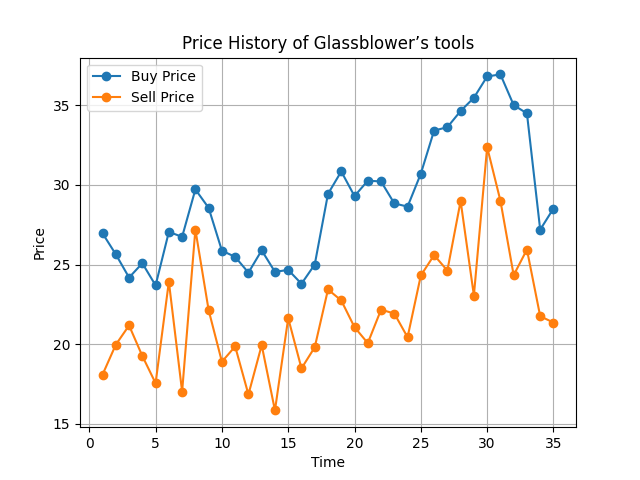 Price History of Glassblower’s tools
Buy Price
Sell Price
Price
35
30
25
20
15
0 5 10 15 20 25 30 35
Time